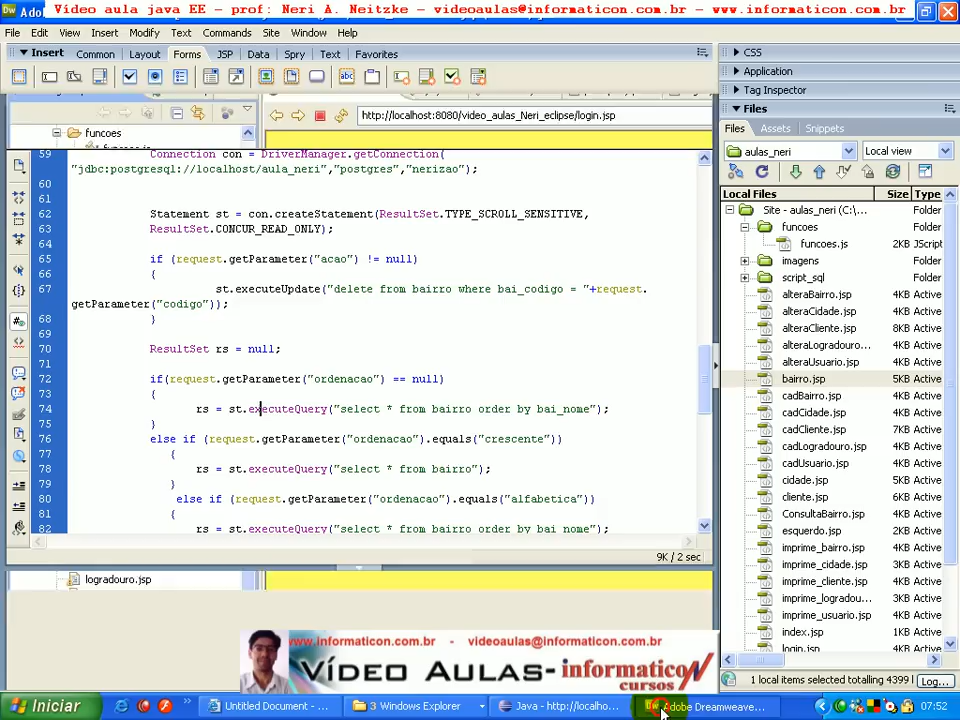 Vídeo aula java EE - prof: Neri A. Neitzke - videoaulas@informaticon.com.br - www.informaticon.com.br
File Edit View Insert Modify Text Commands Site Window Help
Insert Common Layout Forms JSP Data Spry Text Favorites
funcoes
http://localhost:8080/video_aulas_Neri_eclipse/login.jsp
59 Connection con = DriverManager.getConnection(
"jdbc:postgresql://localhost/aula_neri","postgres","nerizao");
60
61
62 Statement st = con.createStatement(ResultSet.TYPE_SCROLL_SENSITIVE,
63 ResultSet.CONCUR_READ_ONLY);
64
65 if (request.getParameter("acao") != null)
66 {
67 st.executeUpdate("delete from bairro where bai_codigo = "+request.
getParameter("codigo"));
68 }
69
70 ResultSet rs = null;
71
72 if(request.getParameter("ordenacao") == null)
73 {
74 rs = st.executeQuery("select * from bairro order by bai_nome");
75 }
76 else if (request.getParameter("ordenacao").equals("crescente"))
77 {
78 rs = st.executeQuery("select * from bairro");
79 }
80 else if (request.getParameter("ordenacao").equals("alfabetica"))
81 {
82 rs = st.executeQuery("select * from bairro order by bai_nome");
9K / 2 sec
logradouro.jsp
CSS
Application
Tag Inspector
Files
Files Assets Snippets
aulas_neri Local view
Local Files Size Type
Site - aulas_neri (C:\... Folder
funcoes Folder
funcoes.js 2KB JScript
imagens Folder
script_sql Folder
alteraBairro.jsp 4KB Active
alteraCidade.jsp 4KB Active
alteraCliente.jsp 4KB Active
alteraLogradouro... 4KB Active
alteraUsuario.jsp 4KB Active
bairro.jsp 5KB Active
cadBairro.jsp 4KB Active
cadCidade.jsp 4KB Active
cadCliente.jsp 4KB Active
cadLogradouro.jsp 4KB Active
cadUsuario.jsp 4KB Active
cidade.jsp 4KB Active
cliente.jsp 4KB Active
ConsultaBairro.jsp 4KB Active
esquerdo.jsp 4KB Active
imprime_bairro.jsp 4KB Active
imprime_cidade.jsp 4KB Active
imprime_cliente.jsp 4KB Active
imprime_logradou... 4KB Active
imprime_usuario.jsp 4KB Active
index.jsp 1KB Active
login.jsp 4KB Active
1 local items selected totalling 4399 l Log...
www.informaticon.com.br - videoaulas@informaticon.com.br
VÍDEO AULAS-informaticoN
cursos
Iniciar Untitled Document - ... 3 Windows Explorer Java - http://localho... Adobe Dreamweave... 07:52